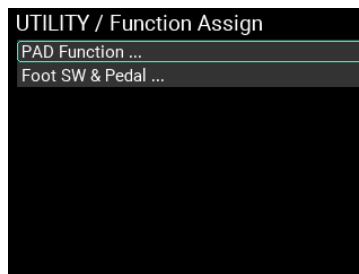 UTILITY / Function Assign
PAD Function ...
Foot SW & Pedal ...